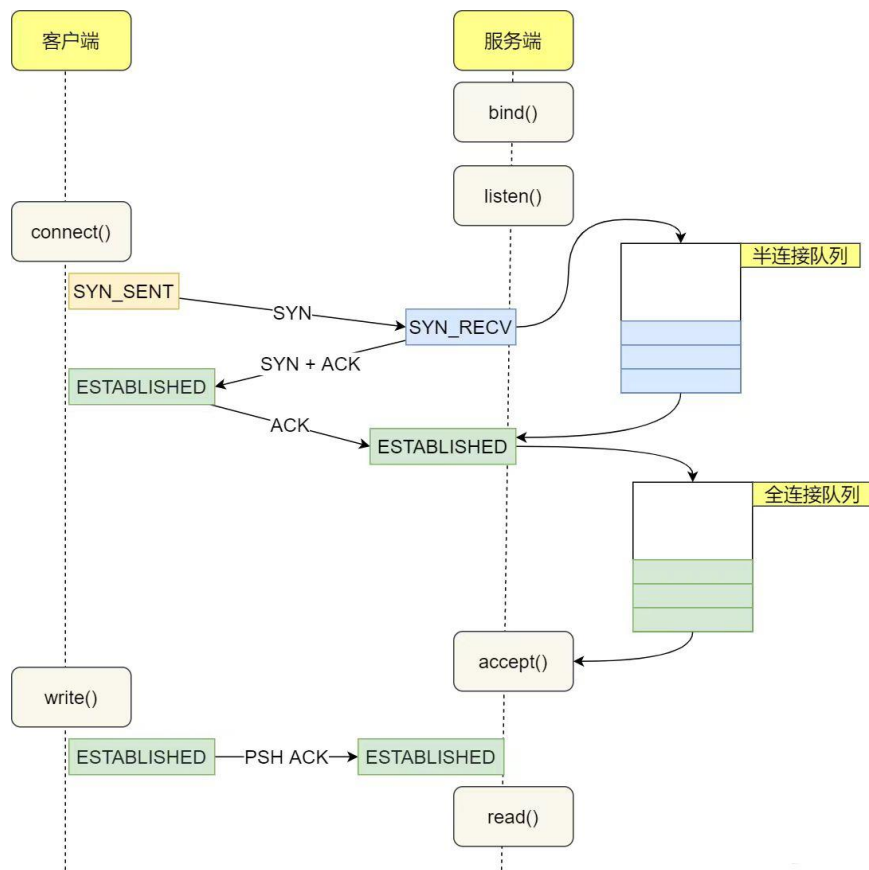 客户端
服务端
bind()
listen()
connect()
半连接队列
SYN_SENT
SYN
SYN_RECV
SYN + ACK
ESTABLISHED
ACK
ESTABLISHED
全连接队列
accept()
write()
ESTABLISHED
PSH ACK
ESTABLISHED
read()